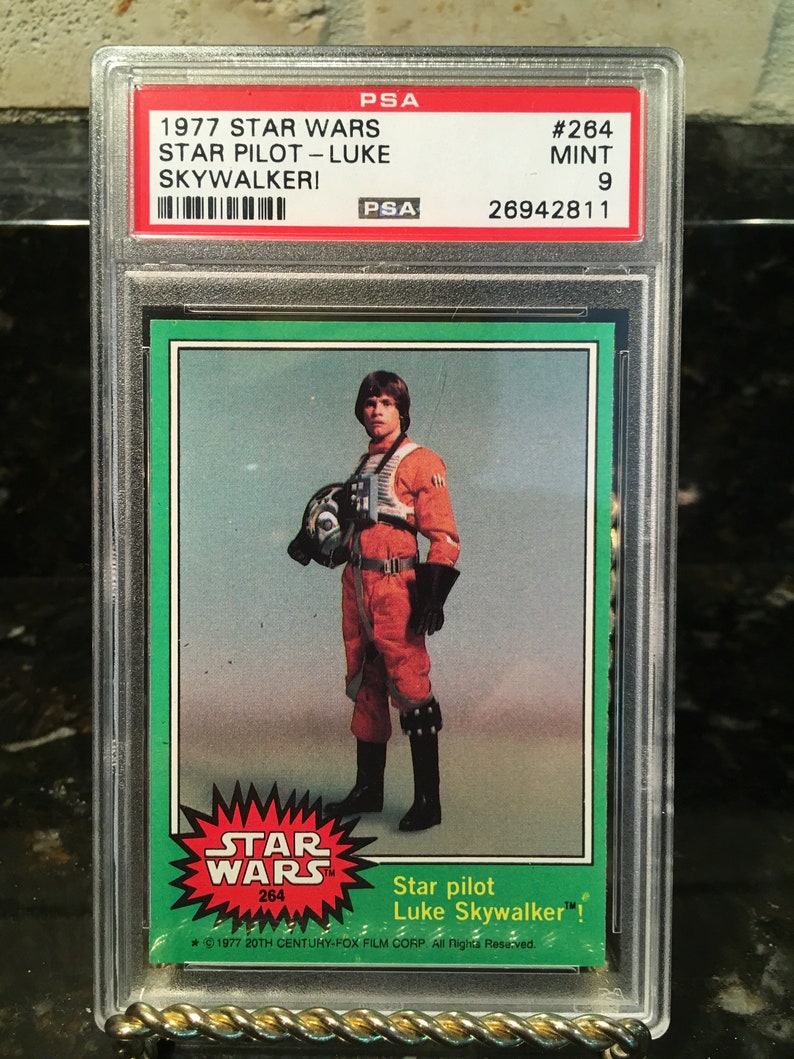 PSA
1977 STAR WARS #264
STAR PILOT – LUKE MINT
SKYWALKER! 9
PSA 26942811
STAR
WARS™
264
Star pilot
Luke Skywalker™!
* ©1977 20TH CENTURY-FOX FILM CORP. All Rights Reserved.